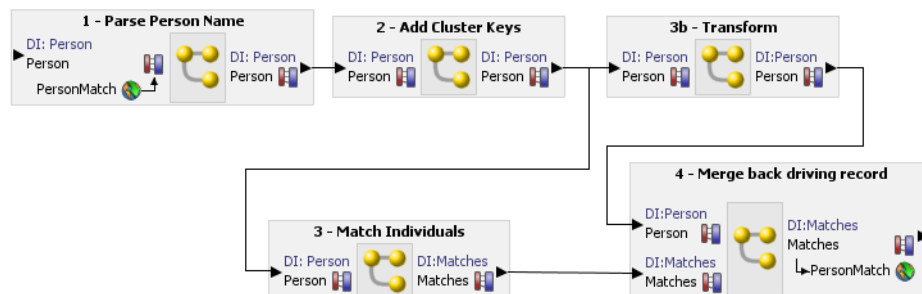 1 - Parse Person Name
DI: Person
Person
PersonMatch
DI: Person
Person
2 - Add Cluster Keys
DI: Person
Person
DI: Person
Person
3b - Transform
DI: Person
Person
DI:Person
Person
3 - Match Individuals
DI: Person
Person
DI:Matches
Matches
4 - Merge back driving record
DI:Person
Person
DI:Matches
Matches
DI:Matches
Matches
PersonMatch